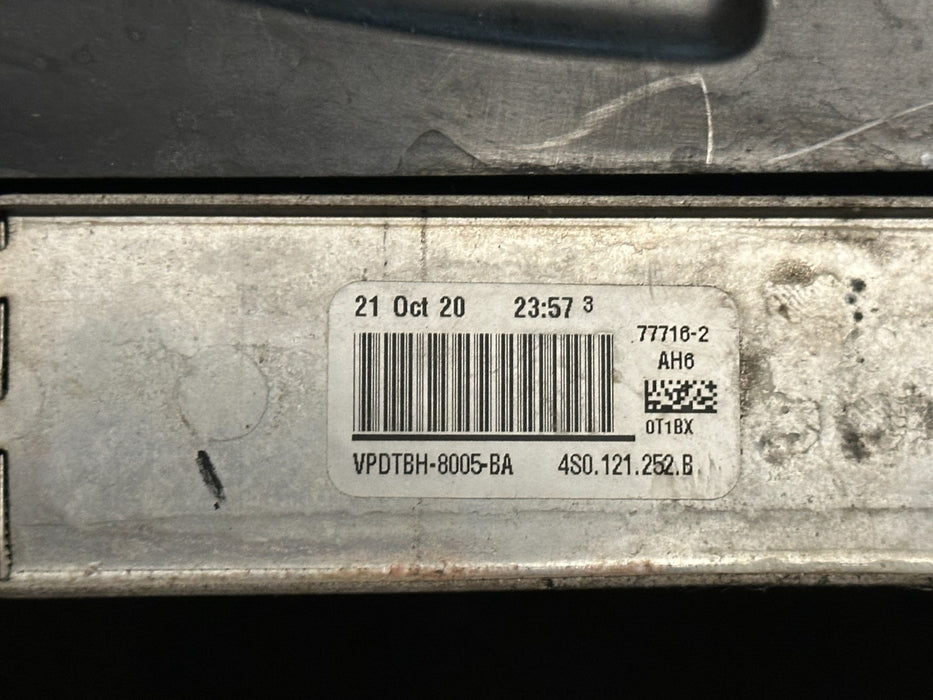 21 Oct 20 23:57 3
77716-2
AH6
0T1BX
VPDTBH-8005-BA 4S0.121.252.B